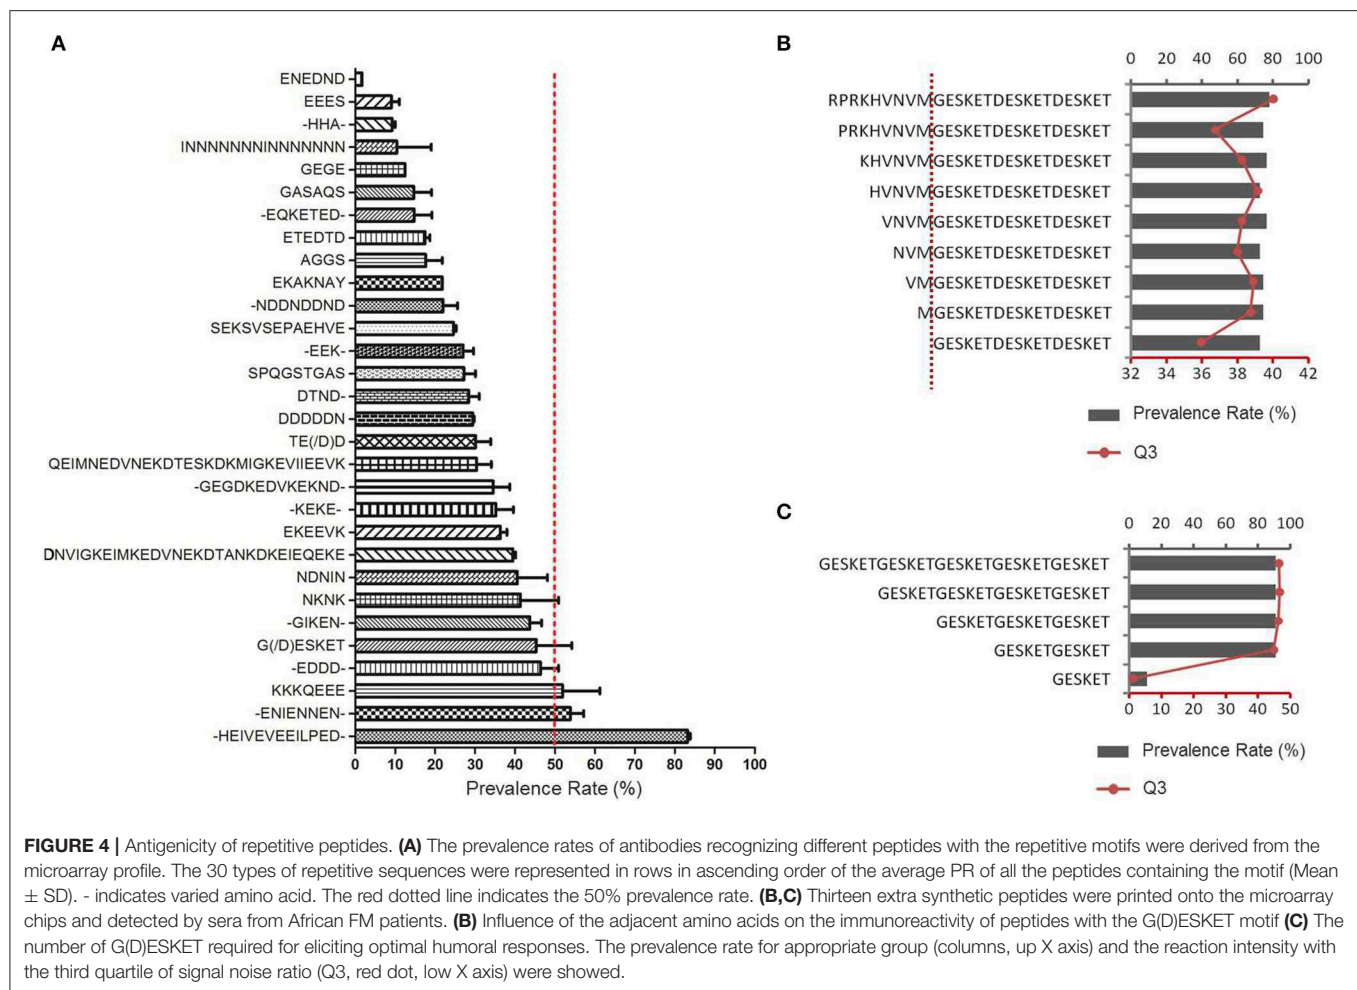 A
ENEDND
EEES
-HHA-
INNNNNNNINNNNNNN
GEGE
GASAQS
-EQKETED-
ETEDTD
AGGS
EKAKNAY
-NDDNDDND
SEKSVSEPAEHVE
-EEK-
SPQGSTGAS
DTND-
DDDDDN
TE(/D)D
QEIMNEDVNEKDTESKDKMIGKEVIIEEVK
-GEGDKEDVKEKND-
-KEKE-
EKEEVK
DNVIGKEIMKEDVNEKDTANKDKEIEQEKE
NDNIN
NKNK
-GIKEN-
G(/D)ESKET
-EDDD-
KKKQEEE
-ENIENNEN-
-HEIVEVEEILPED-
0 10 20 30 40 50 60 70 80 90 100
Prevalence Rate (%)
B
0 20 40 60 80 100
RPRKHVNVMGESKETDESKETDESKET
PRKHVNVMGESKETDESKETDESKET
KHVNVMGESKETDESKETDESKET
HVNVMGESKETDESKETDESKET
VNVMGESKETDESKETDESKET
NVMGESKETDESKETDESKET
VMGESKETDESKETDESKET
MGESKETDESKETDESKET
GESKETDESKETDESKET
32 34 36 38 40 42
Prevalence Rate (%)
Q3
C
0 20 40 60 80 100
GESKETGESKETGESKETGESKETGESKET
GESKETGESKETGESKETGESKET
GESKETGESKETGESKET
GESKETGESKET
GESKET
0 10 20 30 40 50
Prevalence Rate (%)
Q3
FIGURE 4 | Antigenicity of repetitive peptides. (A) The prevalence rates of antibodies recognizing different peptides with the repetitive motifs were derived from the
microarray profile. The 30 types of repetitive sequences were represented in rows in ascending order of the average PR of all the peptides containing the motif (Mean
± SD). - indicates varied amino acid. The red dotted line indicates the 50% prevalence rate. (B,C) Thirteen extra synthetic peptides were printed onto the microarray
chips and detected by sera from African FM patients. (B) Influence of the adjacent amino acids on the immunoreactivity of peptides with the G(D)ESKET motif (C) The
number of G(D)ESKET required for eliciting optimal humoral responses. The prevalence rate for appropriate group (columns, up X axis) and the reaction intensity with
the third quartile of signal noise ratio (Q3, red dot, low X axis) were showed.